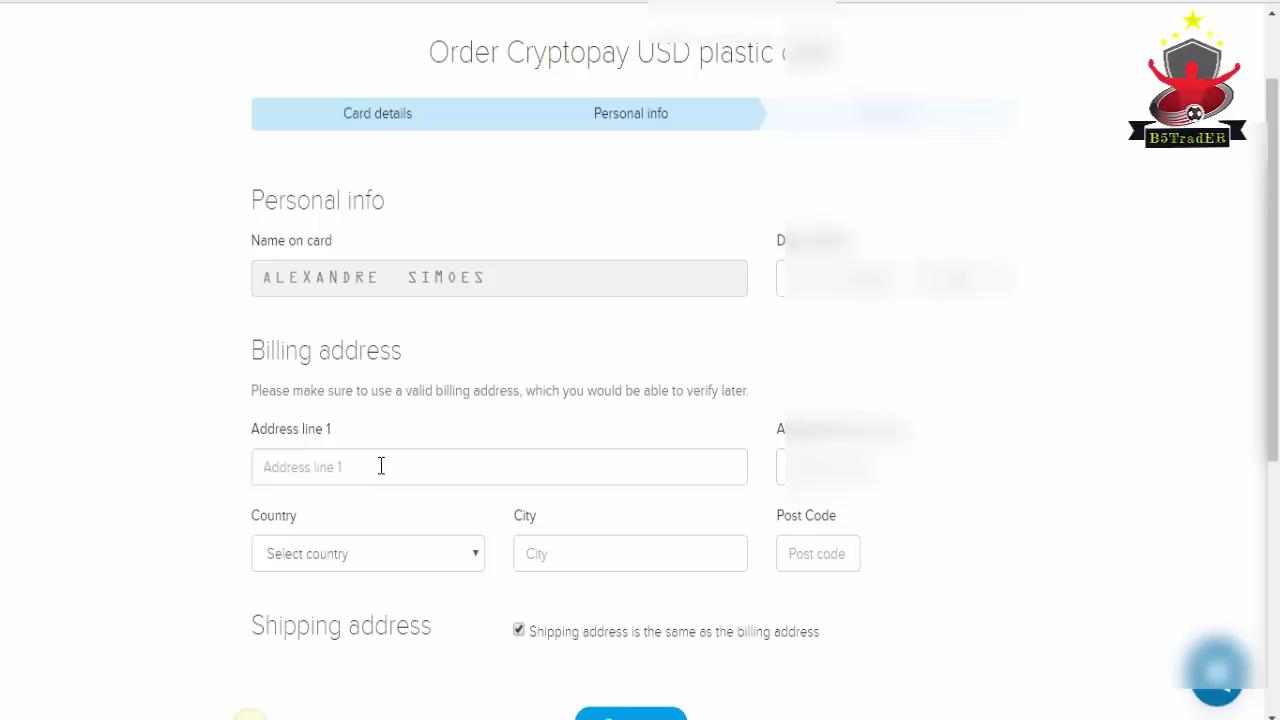 Order Cryptopay USD plastic
Card details
Personal info
B5TradER
Personal info
Name on card
ALEXANDRE SIMOES
Billing address
Please make sure to use a valid billing address, which you would be able to verify later.
Address line 1
Address line 1
Country
City
Post Code
Select country
City
Post code
Shipping address
Shipping address is the same as the billing address